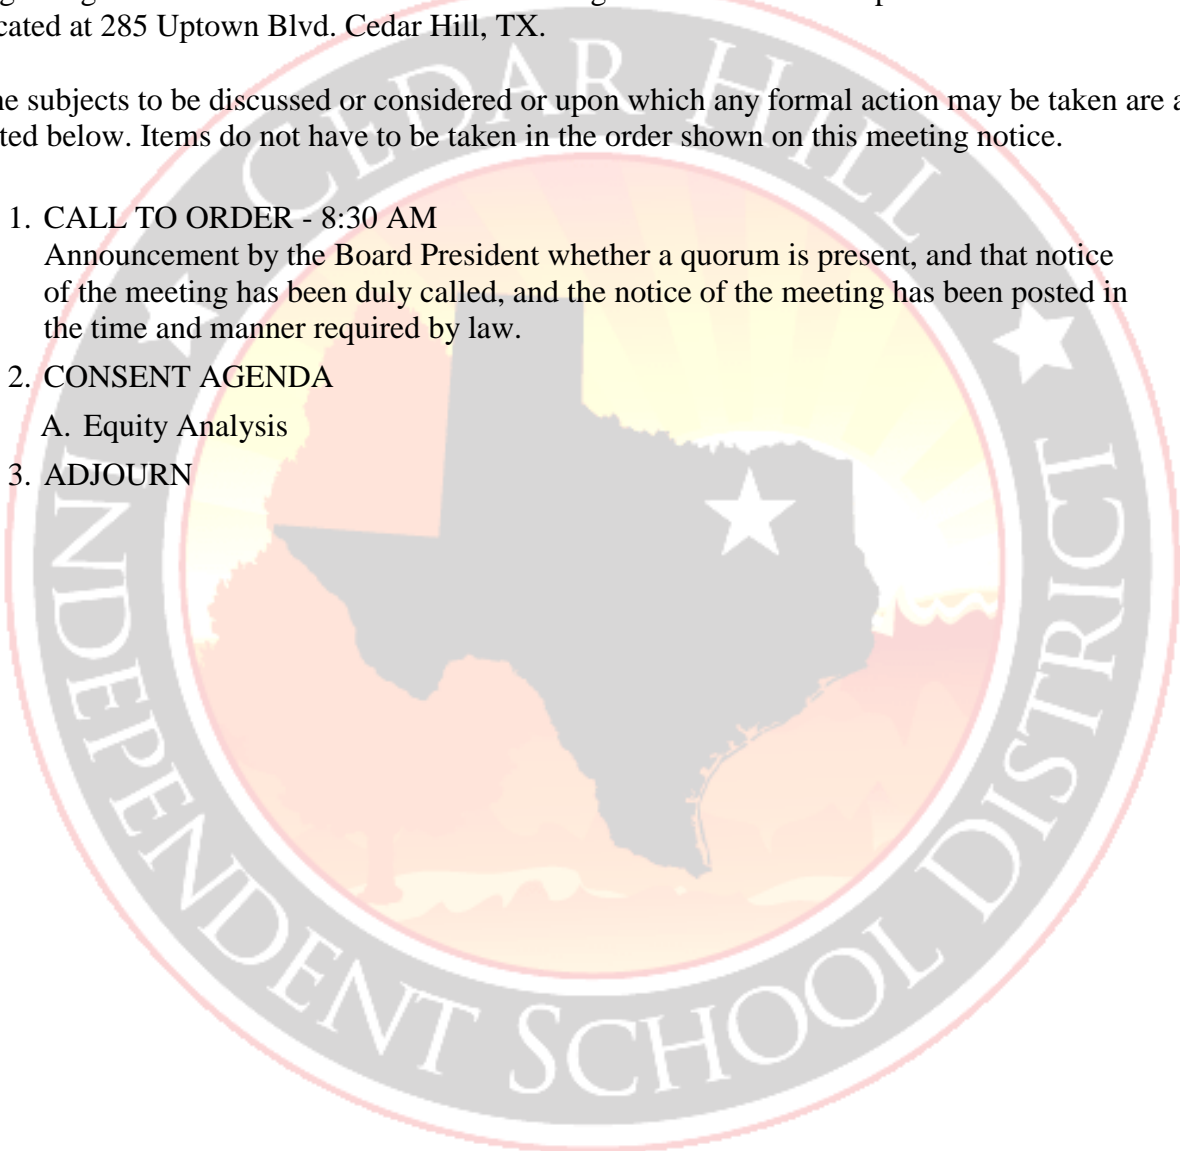 cated at 285 Uptown Blvd. Cedar Hill, TX.
ne subjects to be discussed or considered or upon which any formal action may be taken are a
ted below. Items do not have to be taken in the order shown on this meeting notice.
1. CALL TO ORDER - 8:30 AM
Announcement by the Board President whether a quorum is present, and that notice
of the meeting has been duly called, and the notice of the meeting has been posted in
the time and manner required by law.
2. CONSENT AGENDA
A. Equity Analysis
3. ADJOURN
CEDAR HILL
INDEPENDENT SCHOOL DISTRICT